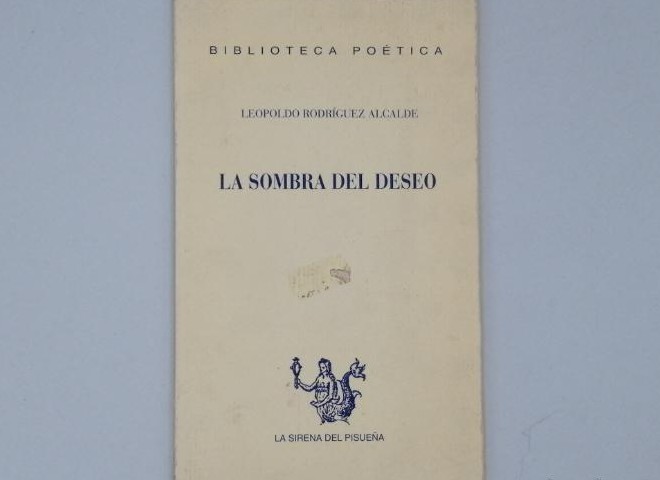 BIBLIOTECA POÉTICA
LEOPOLDO RODRÍGUEZ ALCALDE
LA SOMBRA DEL DESEO
LA SIRENA DEL PISUEÑA